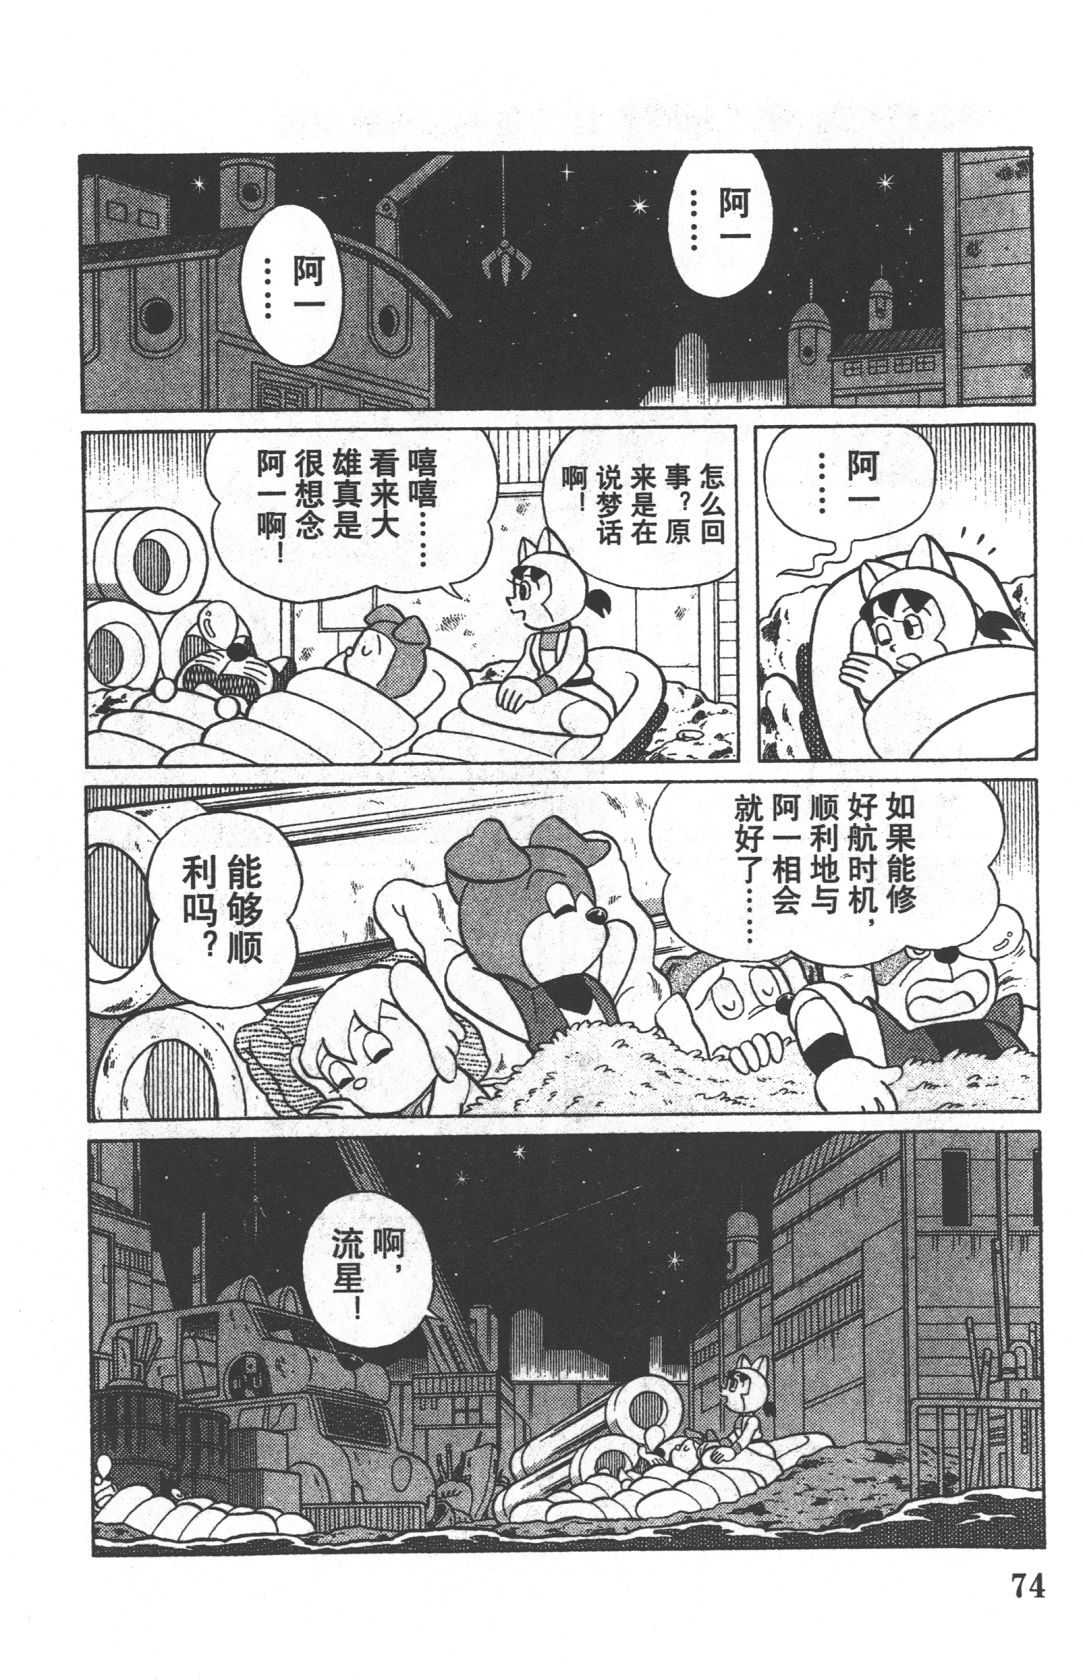 阿一
……
阿一
……
阿一
……
怎么回
事？原
来是在
说梦话
啊！
嘻嘻……
看来大
雄真是
很想念
阿一啊！
如果能修
好航时机，
顺利地与
阿一相会
就好了……
能够顺
利吗？
啊，
流星！
74